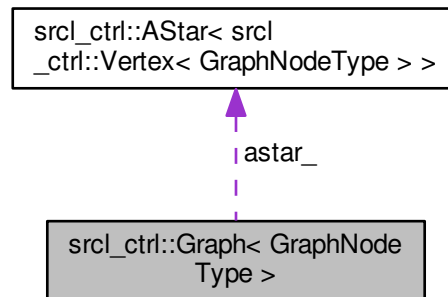 srcl_ctrl::AStar< srcl
_ctrl::Vertex< GraphNodeType > >
astar_
srcl_ctrl::Graph< GraphNode
Type >